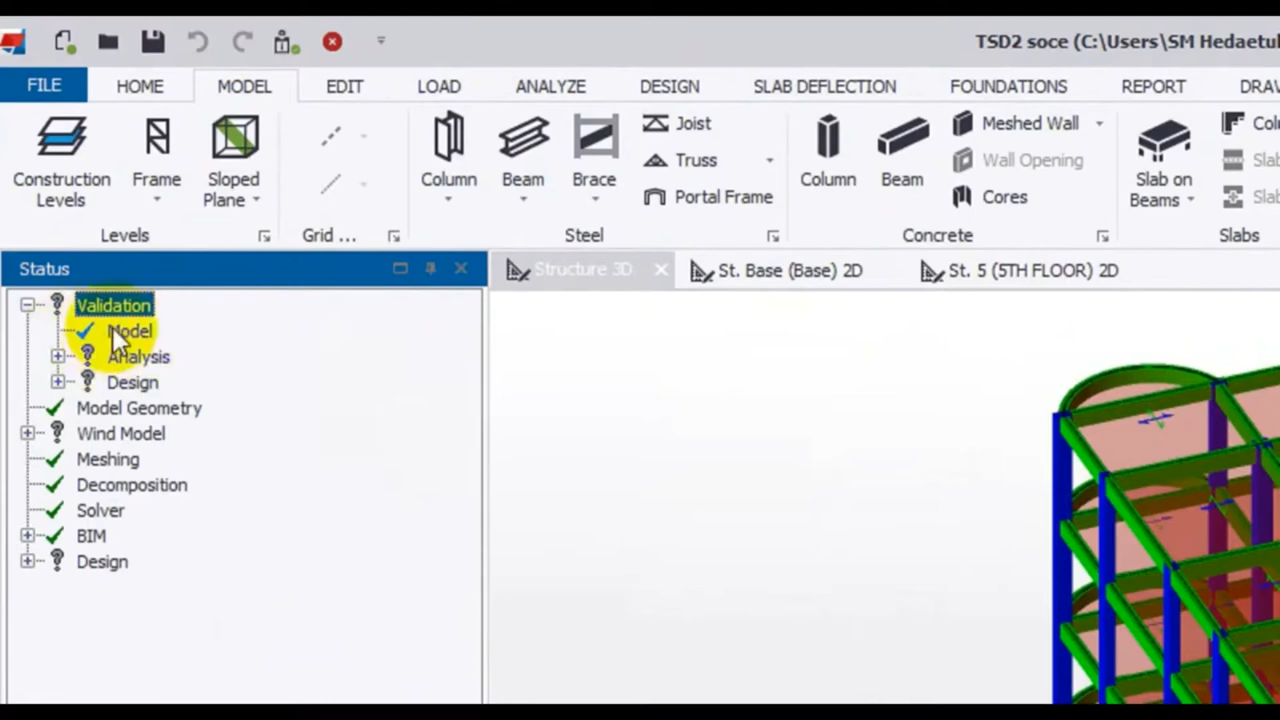 TSD2 soce (C:\Users\SM Hedaetul
FILE HOME MODEL EDIT LOAD ANALYZE DESIGN SLAB DEFLECTION FOUNDATIONS REPORT DRAW
Construction Levels
Frame
Sloped Plane
Column
Beam
Brace
Joist
Truss
Portal Frame
Column
Beam
Meshed Wall
Wall Opening
Cores
Slab on Beams
Levels Grid ... Steel Concrete Slabs
Status
Structure 3D St. Base (Base) 2D St. 5 (5TH FLOOR) 2D
Validation
Model
Analysis
Design
Model Geometry
Wind Model
Meshing
Decomposition
Solver
BIM
Design